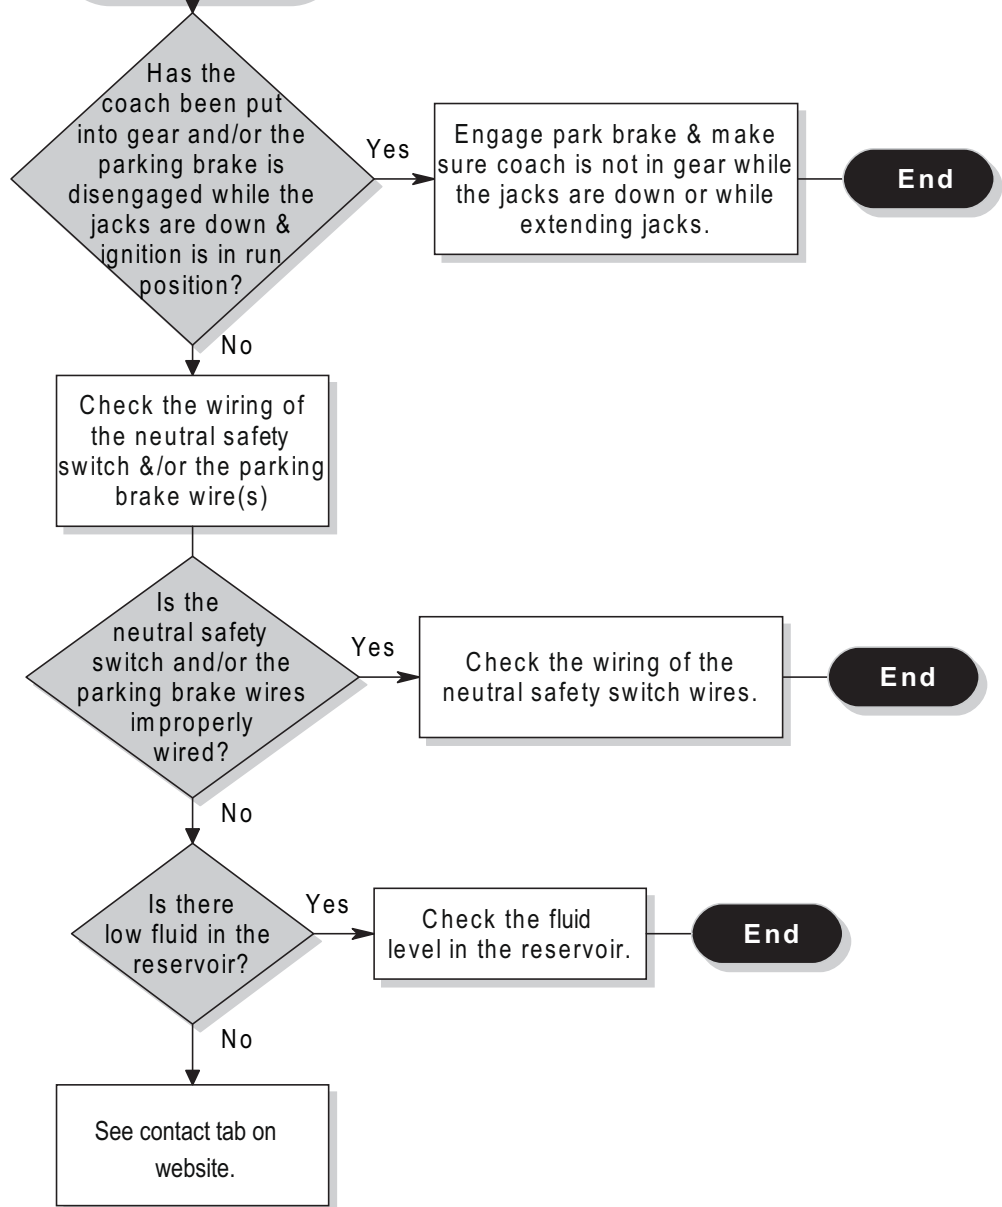 Has the
coach been put
into gear and/or the
parking brake is
disengaged while the
jacks are down &
ignition is in run
position?
Yes
Engage park brake & make
sure coach is not in gear while
the jacks are down or while
extending jacks.
End
No
Check the wiring of
the neutral safety
switch &/or the parking
brake wire(s)
Is the
neutral safety
switch and/or the
parking brake wires
improperly
wired?
Yes
Check the wiring of the
neutral safety switch wires.
End
No
Is there
low fluid in the
reservoir?
Yes
Check the fluid
level in the reservoir.
End
No
See contact tab on
website.